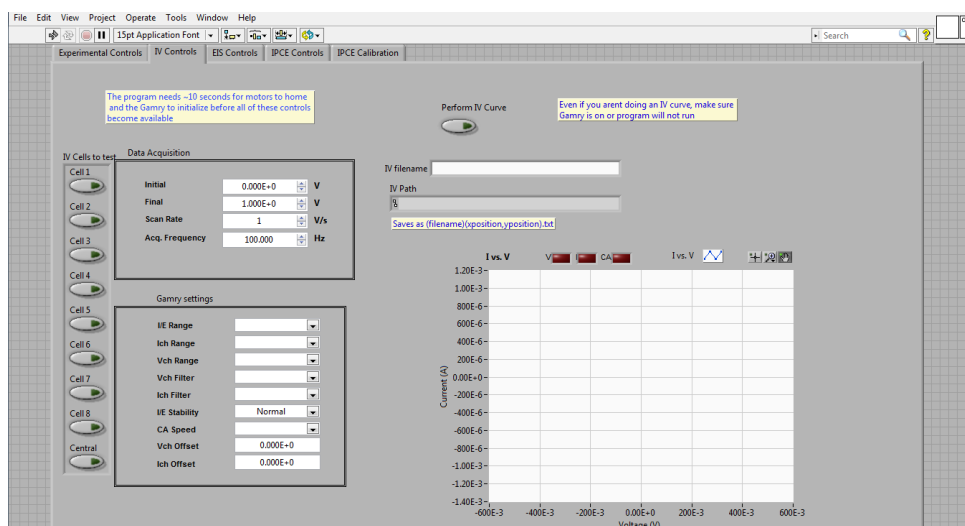 File Edit View Project Operate Tools Window Help
15pt Application Font
Search
Experimental Controls IV Controls EIS Controls IPCE Controls IPCE Calibration
The program needs ~10 seconds for motors to home
and the Gamry to initialize before all of these controls
become available
Perform IV Curve
Even if you arent doing an IV curve, make sure
Gamry is on or program will not run
IV Cells to test
Cell 1
Cell 2
Cell 3
Cell 4
Cell 5
Cell 6
Cell 7
Cell 8
Central
Data Acquisition
Initial 0.000E+0 V
Final 1.000E+0 V
Scan Rate 1 V/s
Acq. Frequency 100.000 Hz
Gamry settings
I/E Range
Ich Range
Vch Range
Vch Filter
Ich Filter
I/E Stability Normal
CA Speed
Vch Offset 0.000E+0
Ich Offset 0.000E+0
IV filename
IV Path
Saves as (filename)(xposition,yposition).txt
I vs. V V I CA I vs. V
1.20E-3
1.00E-3
800E-6
600E-6
400E-6
200E-6
0.00E+0
-200E-6
-400E-6
-600E-6
-800E-6
-1.00E-3
-1.20E-3
-1.40E-3
Current (A)
-600E-3 -400E-3 -200E-3 0.00E+0 200E-3 400E-3 600E-3
Voltage (V)